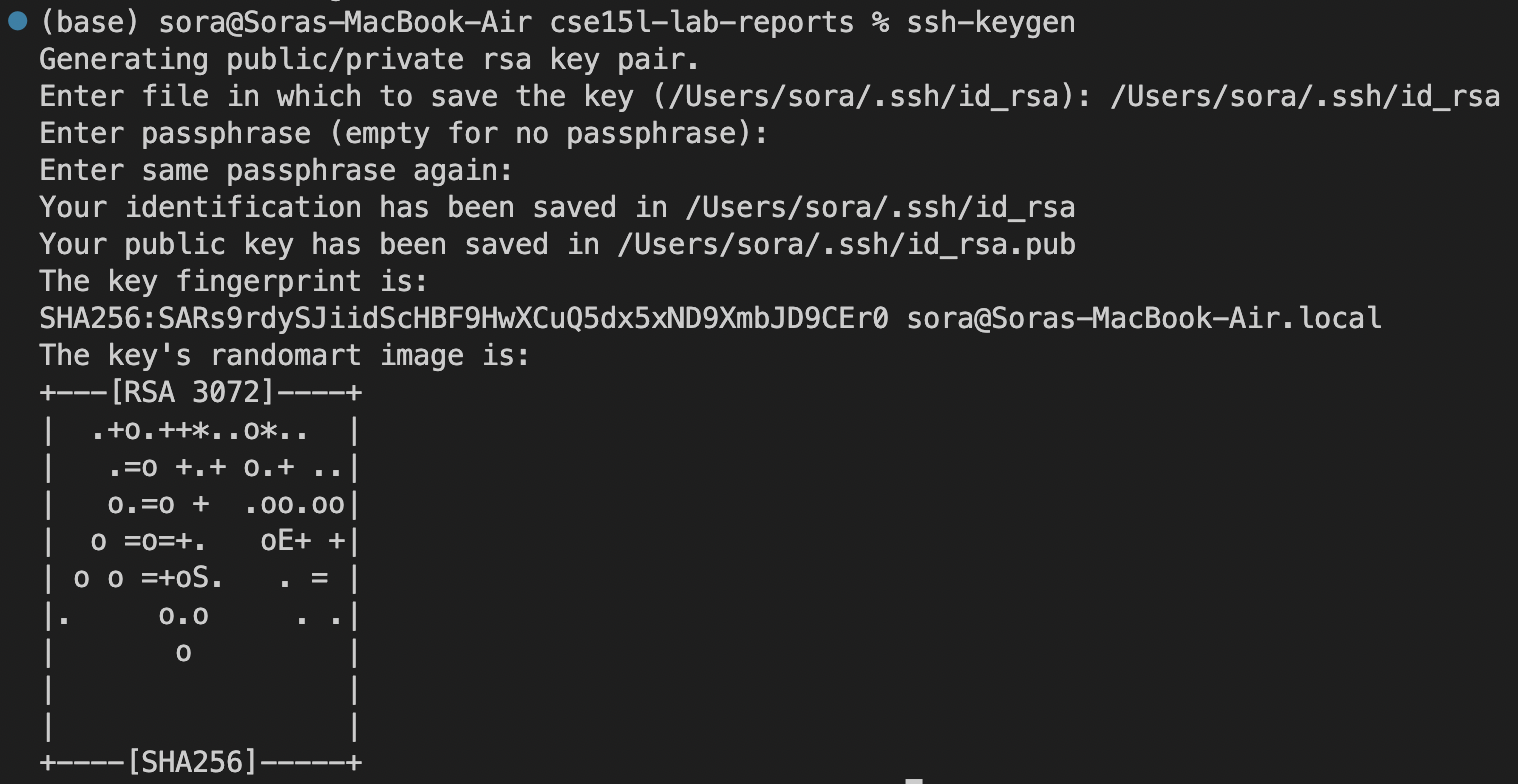 (base) sora@Soras-MacBook-Air cse15l-lab-reports % ssh-keygen
Generating public/private rsa key pair.
Enter file in which to save the key (/Users/sora/.ssh/id_rsa): /Users/sora/.ssh/id_rsa
Enter passphrase (empty for no passphrase):
Enter same passphrase again:
Your identification has been saved in /Users/sora/.ssh/id_rsa
Your public key has been saved in /Users/sora/.ssh/id_rsa.pub
The key fingerprint is:
SHA256:SARs9rdySJiidScHBF9HwXCuQ5dx5xND9XmbJD9CEr0 sora@Soras-MacBook-Air.local
The key's randomart image is:
+---[RSA 3072]----+
|  .+o.++*..o*..  |
|   .=o +.+ o.+ ..|
|   o.=o +  .oo.oo|
|  o =o=+.   oE+ +|
| o o =+oS.   . = |
|.     o.o     . .|
|       o         |
|                 |
|                 |
+----[SHA256]-----+